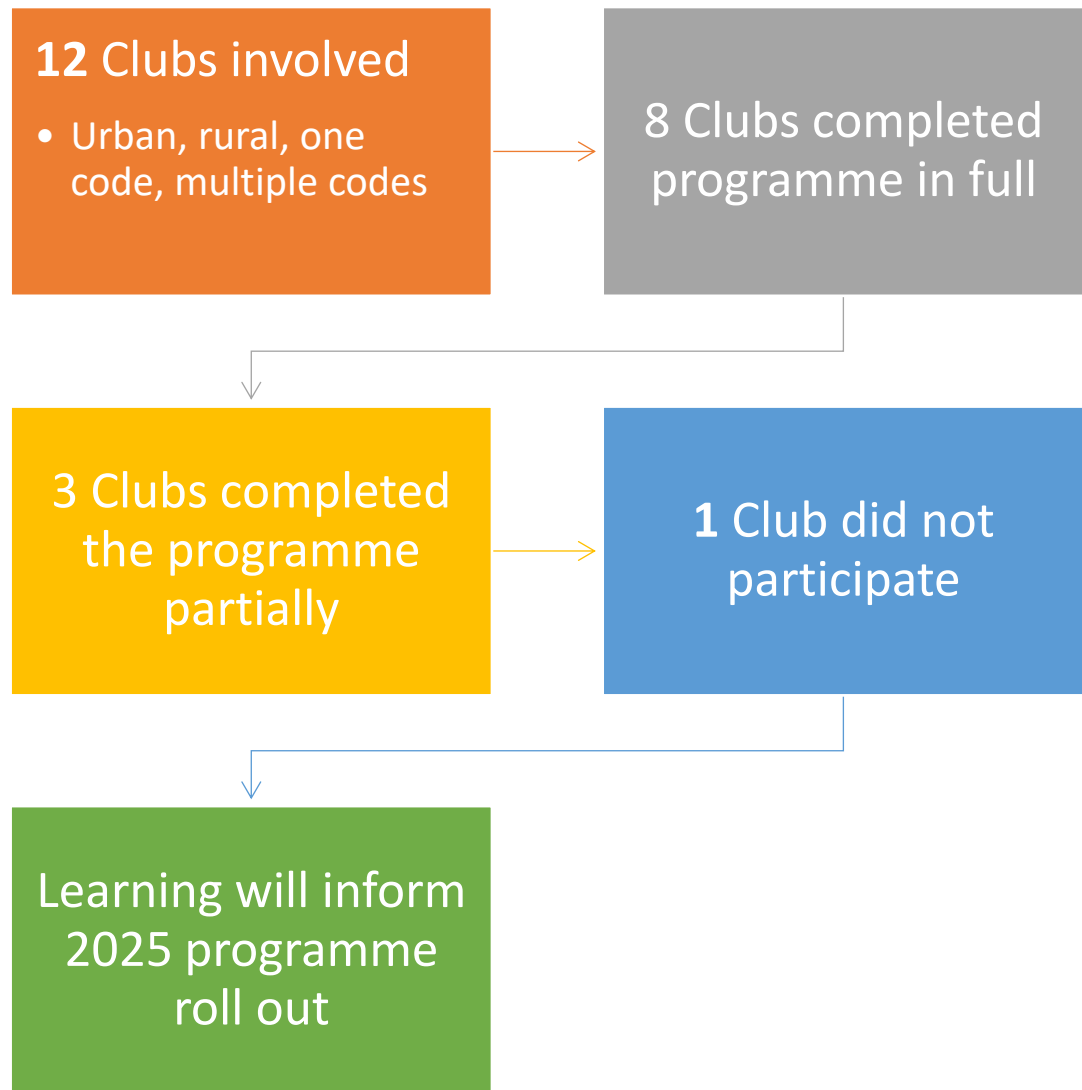 12 Clubs involved
• Urban, rural, one
code, multiple codes
8 Clubs completed
programme in full
3 Clubs completed
the programme
partially
1 Club did not
participate
Learning will inform
2025 programme
roll out